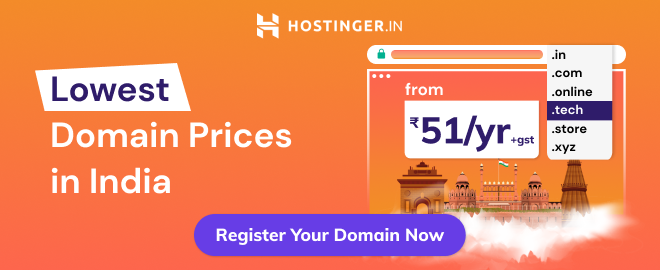 HOSTINGER.IN
Lowest
Domain Prices
in India
from
₹51/yr+gst
.in
.com
.online
.tech
.store
.xyz
Register Your Domain Now